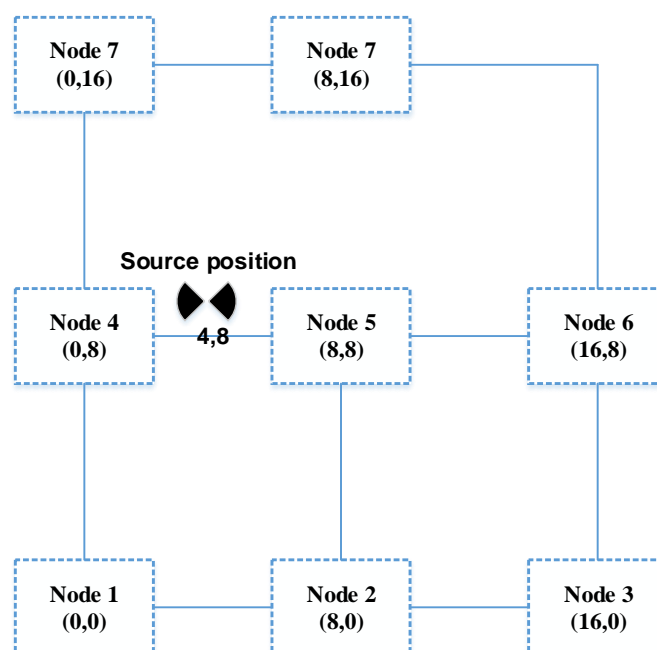 Node 7
(0,16)
Node 7
(8,16)
Source position
4,8
Node 4
(0,8)
Node 5
(8,8)
Node 6
(16,8)
Node 1
(0,0)
Node 2
(8,0)
Node 3
(16,0)